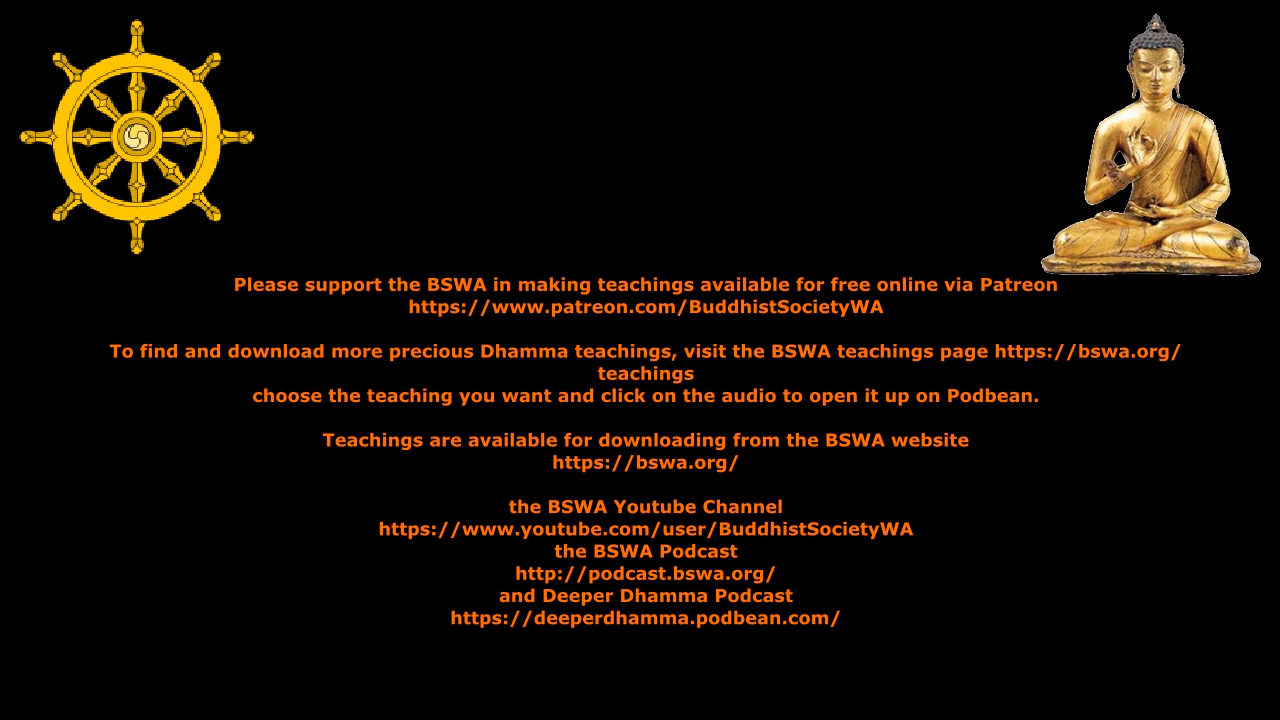 Please support the BSWA in making teachings available for free online via Patreon
https://www.patreon.com/BuddhistSocietyWA
To find and download more precious Dhamma teachings, visit the BSWA teachings page https://bswa.org/
teachings
choose the teaching you want and click on the audio to open it up on Podbean.
Teachings are available for downloading from the BSWA website
https://bswa.org/
the BSWA Youtube Channel
https://www.youtube.com/user/BuddhistSocietyWA
the BSWA Podcast
http://podcast.bswa.org/
and Deeper Dhamma Podcast
https://deeperdhamma.podbean.com/